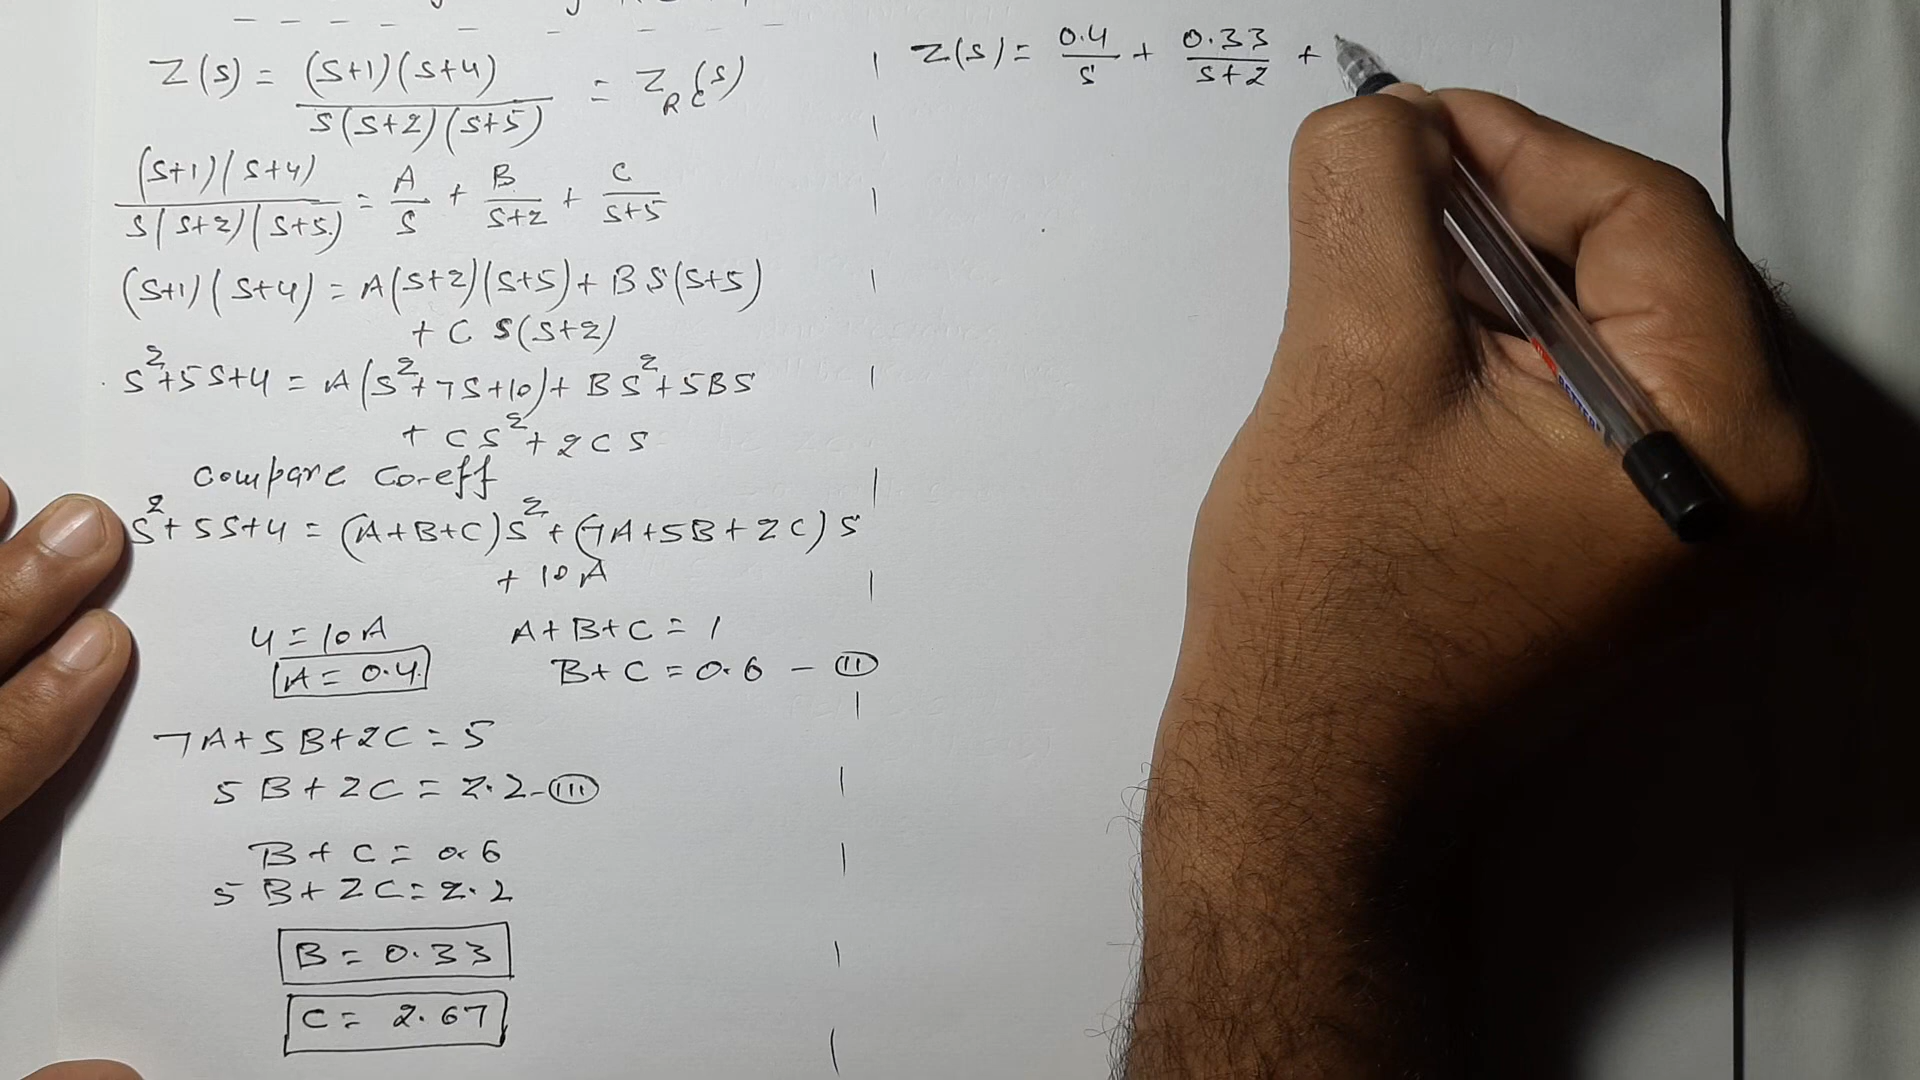 Z(s) = (s+1)(s+4) / s(s+2)(s+5) = Z_RC(s)
(s+1)(s+4) / s(s+2)(s+5) = A/s + B/s+2 + C/s+5
(s+1)(s+4) = A(s+2)(s+5) + BS(s+5)
+ C S(s+2)
s²+5s+4 = A(s²+7s+10) + Bs²+5BS
+ Cs²+2CS
compare co-eff
s²+5s+4 = (A+B+C)s² + (7A+5B+2C)s
+ 10A
4 = 10A
A = 0.4
A+B+C = 1
B+C = 0.6 - (II)
7A+5B+2C = 5
5B+2C = 2.2 - (III)
B+C = 0.6
5B+2C = 2.2
B = 0.33
C = 2.67
Z(s) = 0.4/s + 0.33/s+2 +